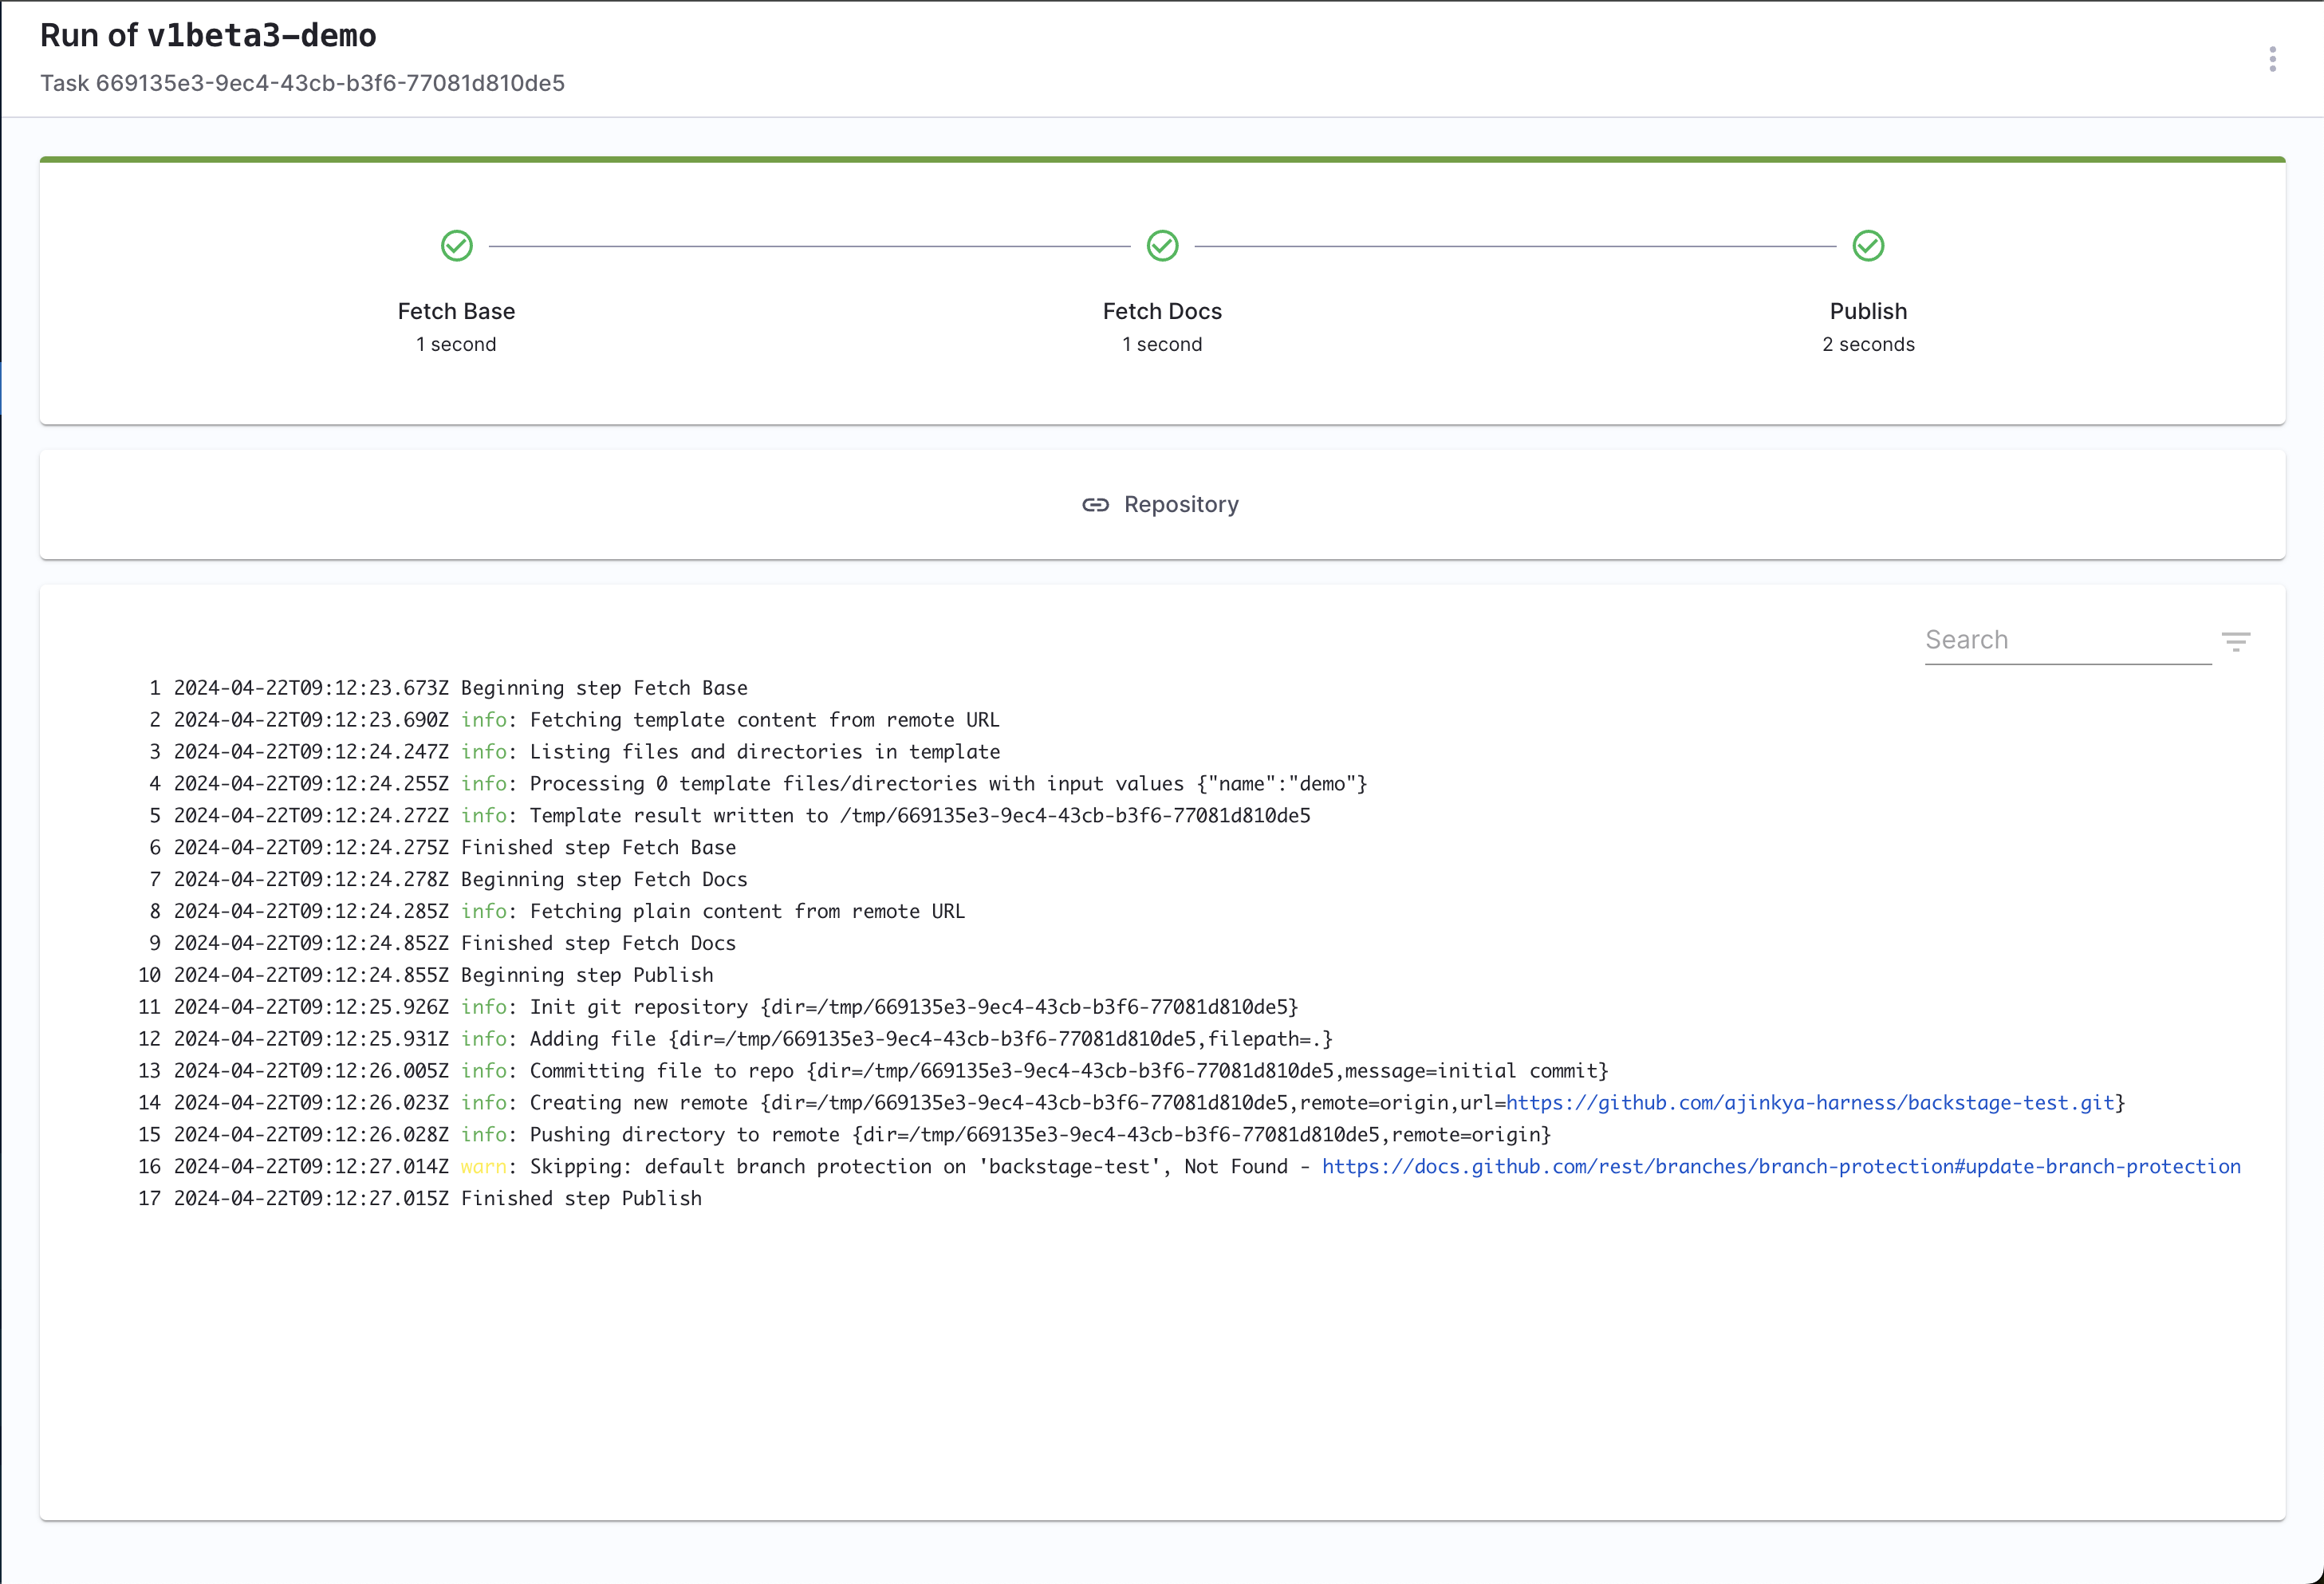 Run of v1beta3-demo
Task 669135e3-9ec4-43cb-b3f6-77081d810de5
Fetch Base
1 second
Fetch Docs
1 second
Publish
2 seconds
Repository
Search
1 2024-04-22T09:12:23.673Z Beginning step Fetch Base
2 2024-04-22T09:12:23.690Z info: Fetching template content from remote URL
3 2024-04-22T09:12:24.247Z info: Listing files and directories in template
4 2024-04-22T09:12:24.255Z info: Processing 0 template files/directories with input values {"name":"demo"}
5 2024-04-22T09:12:24.272Z info: Template result written to /tmp/669135e3-9ec4-43cb-b3f6-77081d810de5
6 2024-04-22T09:12:24.275Z Finished step Fetch Base
7 2024-04-22T09:12:24.278Z Beginning step Fetch Docs
8 2024-04-22T09:12:24.285Z info: Fetching plain content from remote URL
9 2024-04-22T09:12:24.852Z Finished step Fetch Docs
10 2024-04-22T09:12:24.855Z Beginning step Publish
11 2024-04-22T09:12:25.926Z info: Init git repository {dir=/tmp/669135e3-9ec4-43cb-b3f6-77081d810de5}
12 2024-04-22T09:12:25.931Z info: Adding file {dir=/tmp/669135e3-9ec4-43cb-b3f6-77081d810de5,filepath=.}
13 2024-04-22T09:12:26.005Z info: Committing file to repo {dir=/tmp/669135e3-9ec4-43cb-b3f6-77081d810de5,message=initial commit}
14 2024-04-22T09:12:26.023Z info: Creating new remote {dir=/tmp/669135e3-9ec4-43cb-b3f6-77081d810de5,remote=origin,url=https://github.com/ajinkya-harness/backstage-test.git}
15 2024-04-22T09:12:26.028Z info: Pushing directory to remote {dir=/tmp/669135e3-9ec4-43cb-b3f6-77081d810de5,remote=origin}
16 2024-04-22T09:12:27.014Z warn: Skipping: default branch protection on 'backstage-test', Not Found - https://docs.github.com/rest/branches/branch-protection#update-branch-protection
17 2024-04-22T09:12:27.015Z Finished step Publish